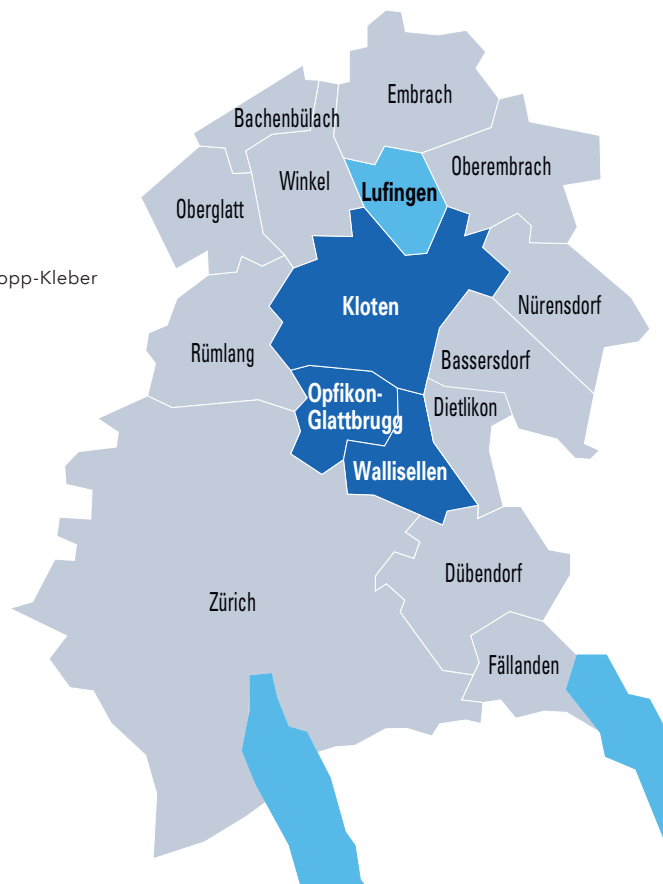 Embrach
Bachenbülach
Oberembrach
Winkel
Lufingen
Oberglatt
opp-Kleber
Kloten
Nürensdorf
Rümlang
Bassersdorf
Opfikon-
Glattbrugg
Dietlikon
Wallisellen
Dübendorf
Zürich
Fällanden